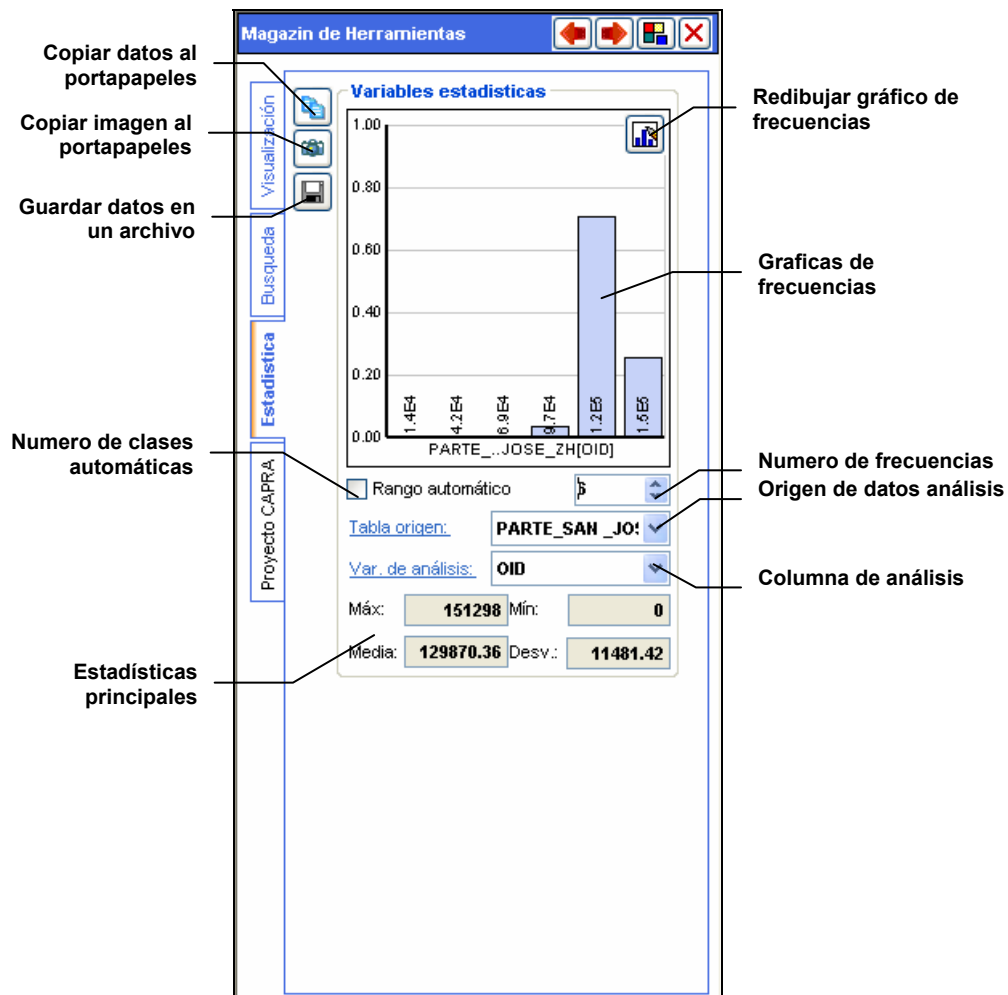 Magazin de Herramientas
Copiar datos al
portapapeles
Copiar imagen al
portapapeles
Guardar datos en
un archivo
Numero de clases
automáticas
Estadísticas
principales
Visualización
Busqueda
Estadistica
Proyecto CAPRA
Variables estadisticas
1.00
0.80
0.60
0.40
0.20
0.00
1.4E4
4.2E4
6.9E4
9.7E4
1.2E5
1.5E5
PARTE_..JOSE_ZH[OID]
Rango automático
Tabla origen:
PARTE_SAN _JO
Var. de análisis:
OID
Máx:
151298
Mín:
0
Media:
129870.36
Desv.:
11481.42
Redibujar gráfico de
frecuencias
Graficas de
frecuencias
Numero de frecuencias
Origen de datos análisis
Columna de análisis